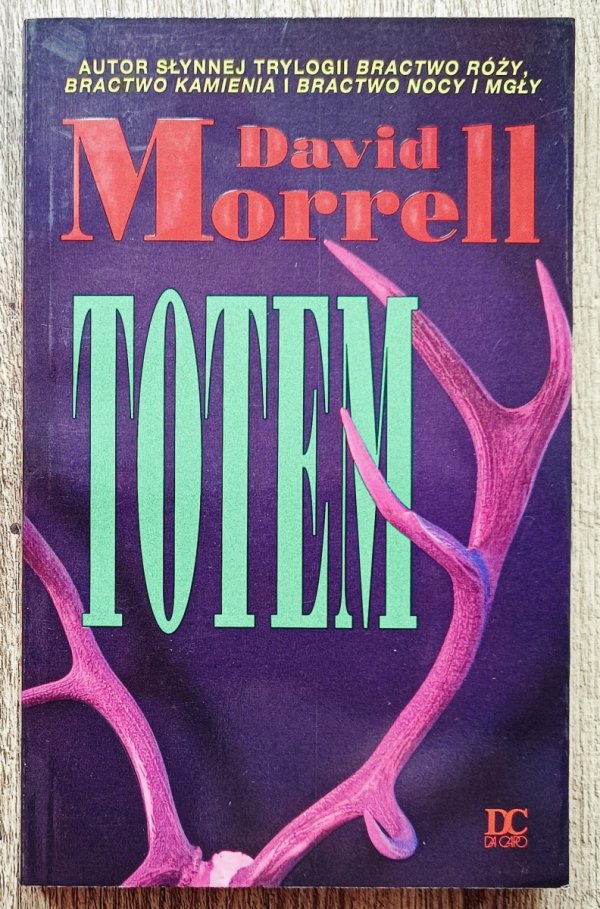 AUTOR SŁYNNEJ TRYLOGII BRACTWO RÓŻY,
BRACTWO KAMIENIA I BRACTWO NOCY I MGŁY
David
Morrell
TOTEM
DC
DA CAPO